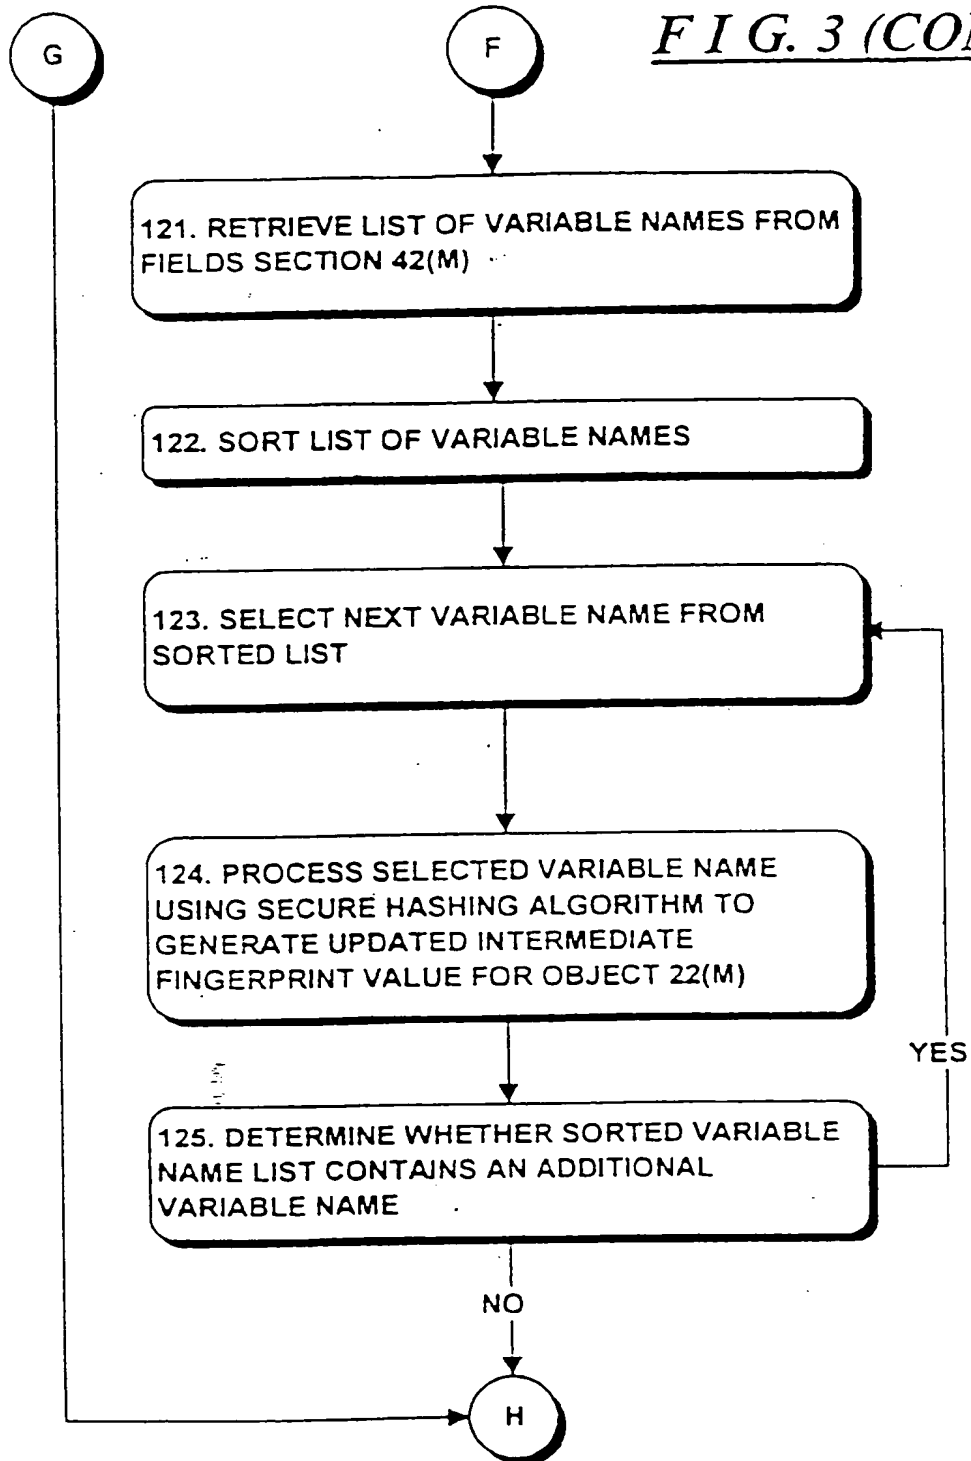 G
F
F I G. 3 (CON
121. RETRIEVE LIST OF VARIABLE NAMES FROM
FIELDS SECTION 42(M)
122. SORT LIST OF VARIABLE NAMES
123. SELECT NEXT VARIABLE NAME FROM
SORTED LIST
124. PROCESS SELECTED VARIABLE NAME
USING SECURE HASHING ALGORITHM TO
GENERATE UPDATED INTERMEDIATE
FINGERPRINT VALUE FOR OBJECT 22(M)
YES
125. DETERMINE WHETHER SORTED VARIABLE
NAME LIST CONTAINS AN ADDITIONAL
VARIABLE NAME
NO
H